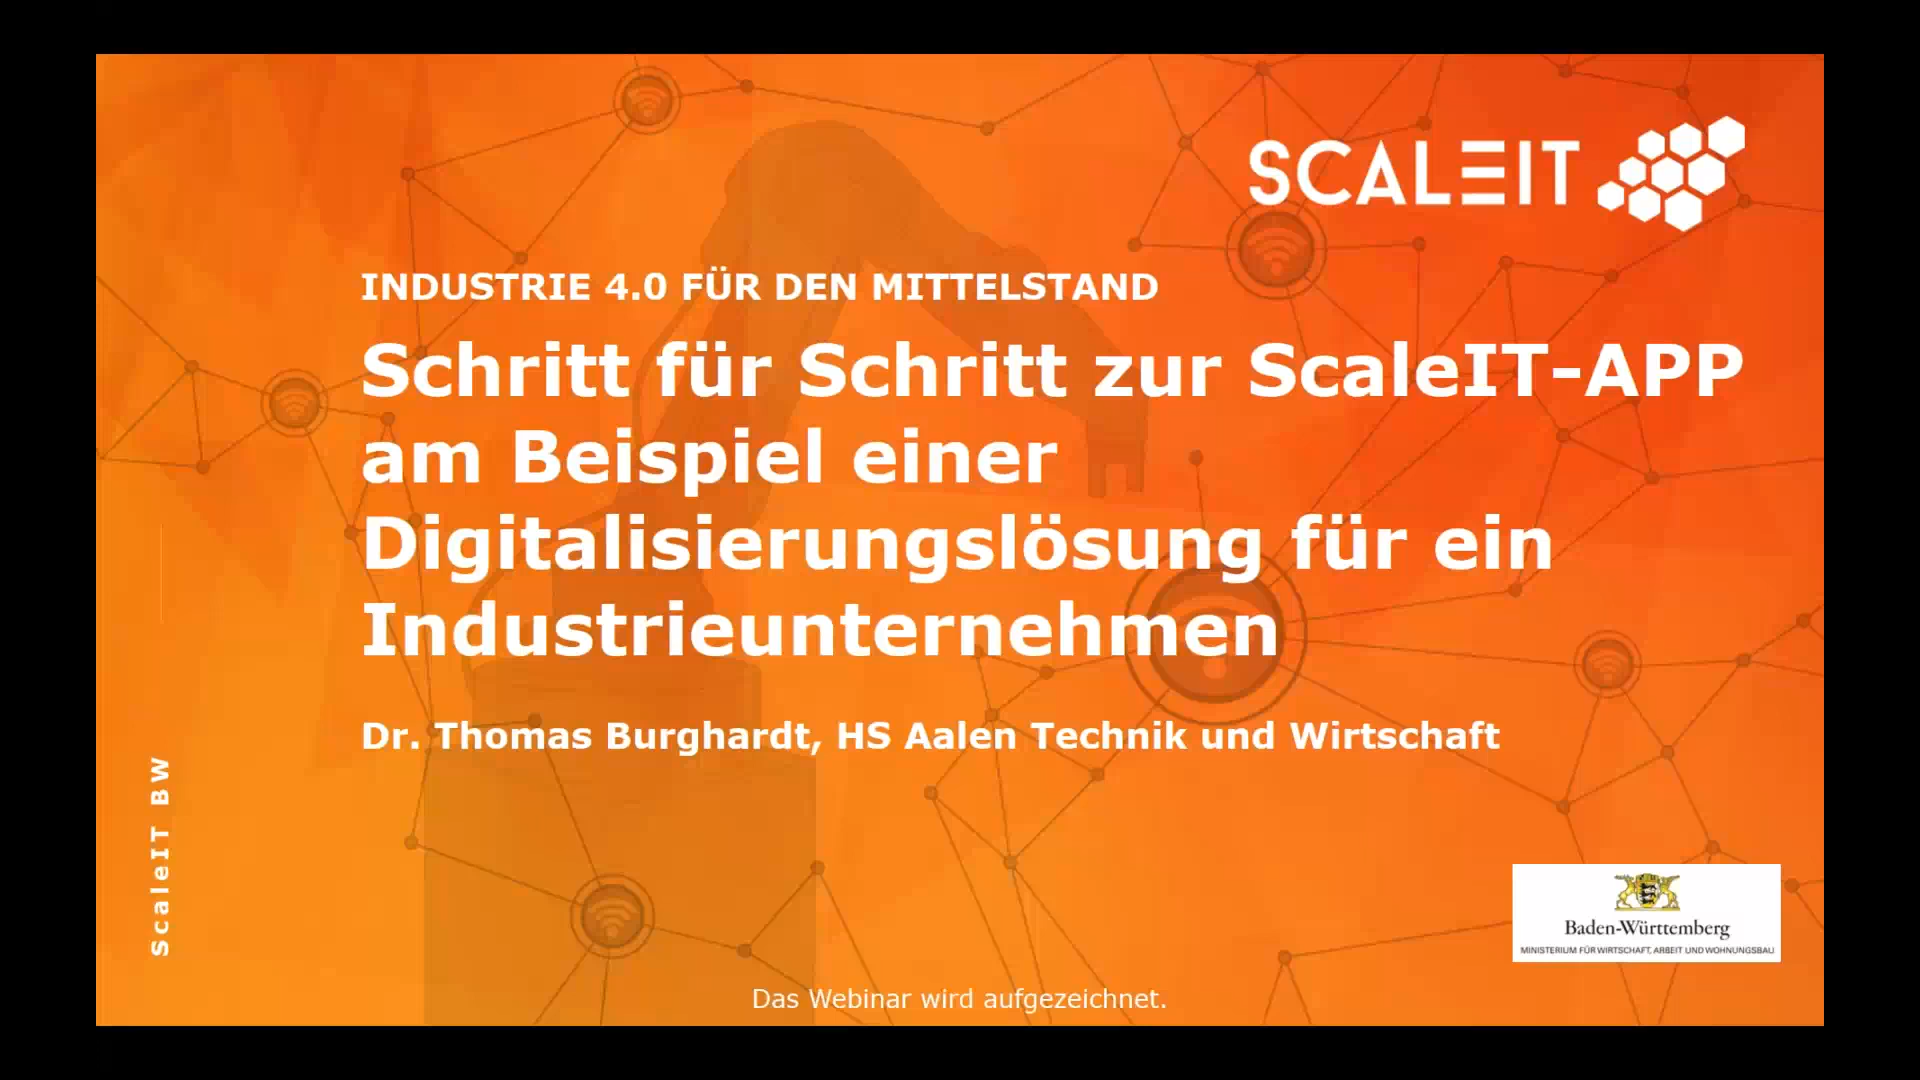 SCALEIT
INDUSTRIE 4.0 FÜR DEN MITTELSTAND
Schritt für Schritt zur ScaleIT-APP
am Beispiel einer
Digitalisierungslösung für ein
Industrieunternehmen
Dr. Thomas Burghardt, HS Aalen Technik und Wirtschaft
ScaleIT BW
Baden-Württemberg
MINISTERIUM FÜR WIRTSCHAFT, ARBEIT UND WOHNUNGSBAU
Das Webinar wird aufgezeichnet.